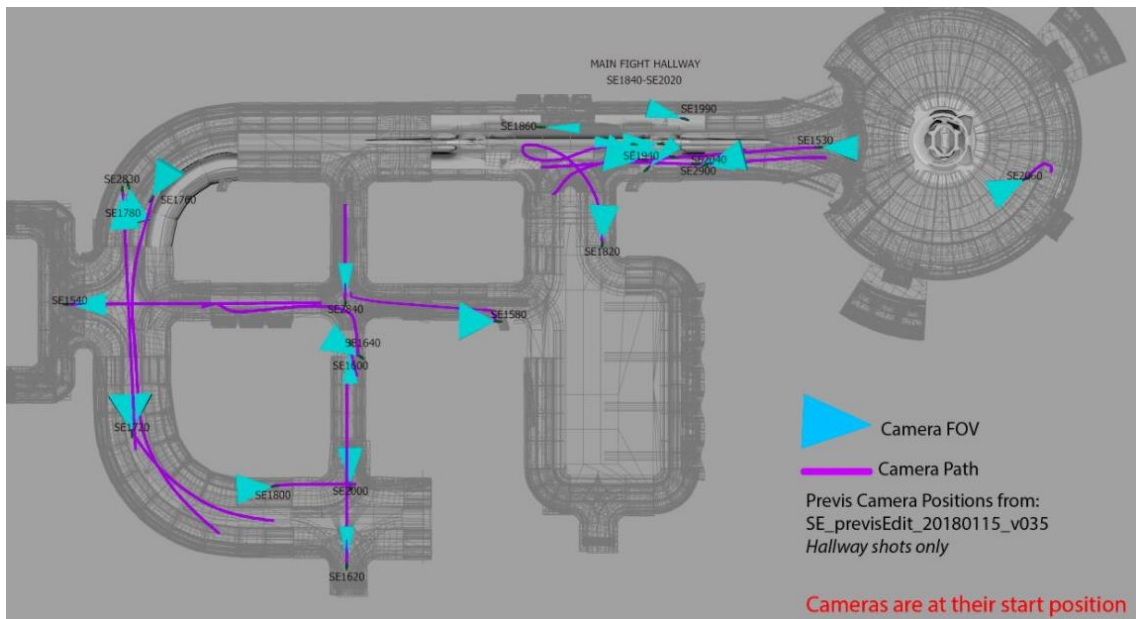 MAIN FIGHT HALLWAY
SE1840-SE2020
SE1990
SE1860
SE1530
SE1940
SE2040
SE2900
SE2060
SE2830
SE1760
SE1780
SE1820
SE1540
SE2840
SE1580
SE1640
SE1600
SE1720
SE1800
SE2000
SE1620
Camera FOV
Camera Path
Previs Camera Positions from:
SE_previsEdit_20180115_v035
Hallway shots only
Cameras are at their start position